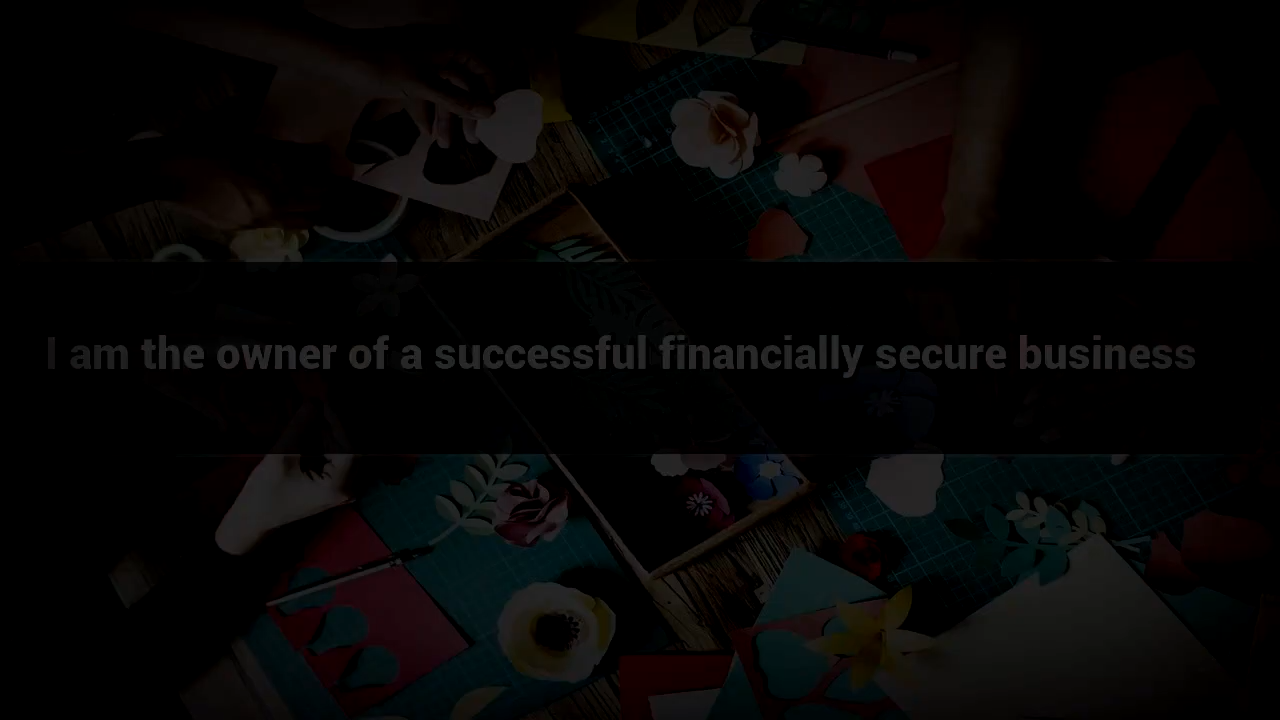 I am the owner of a successful financially secure business